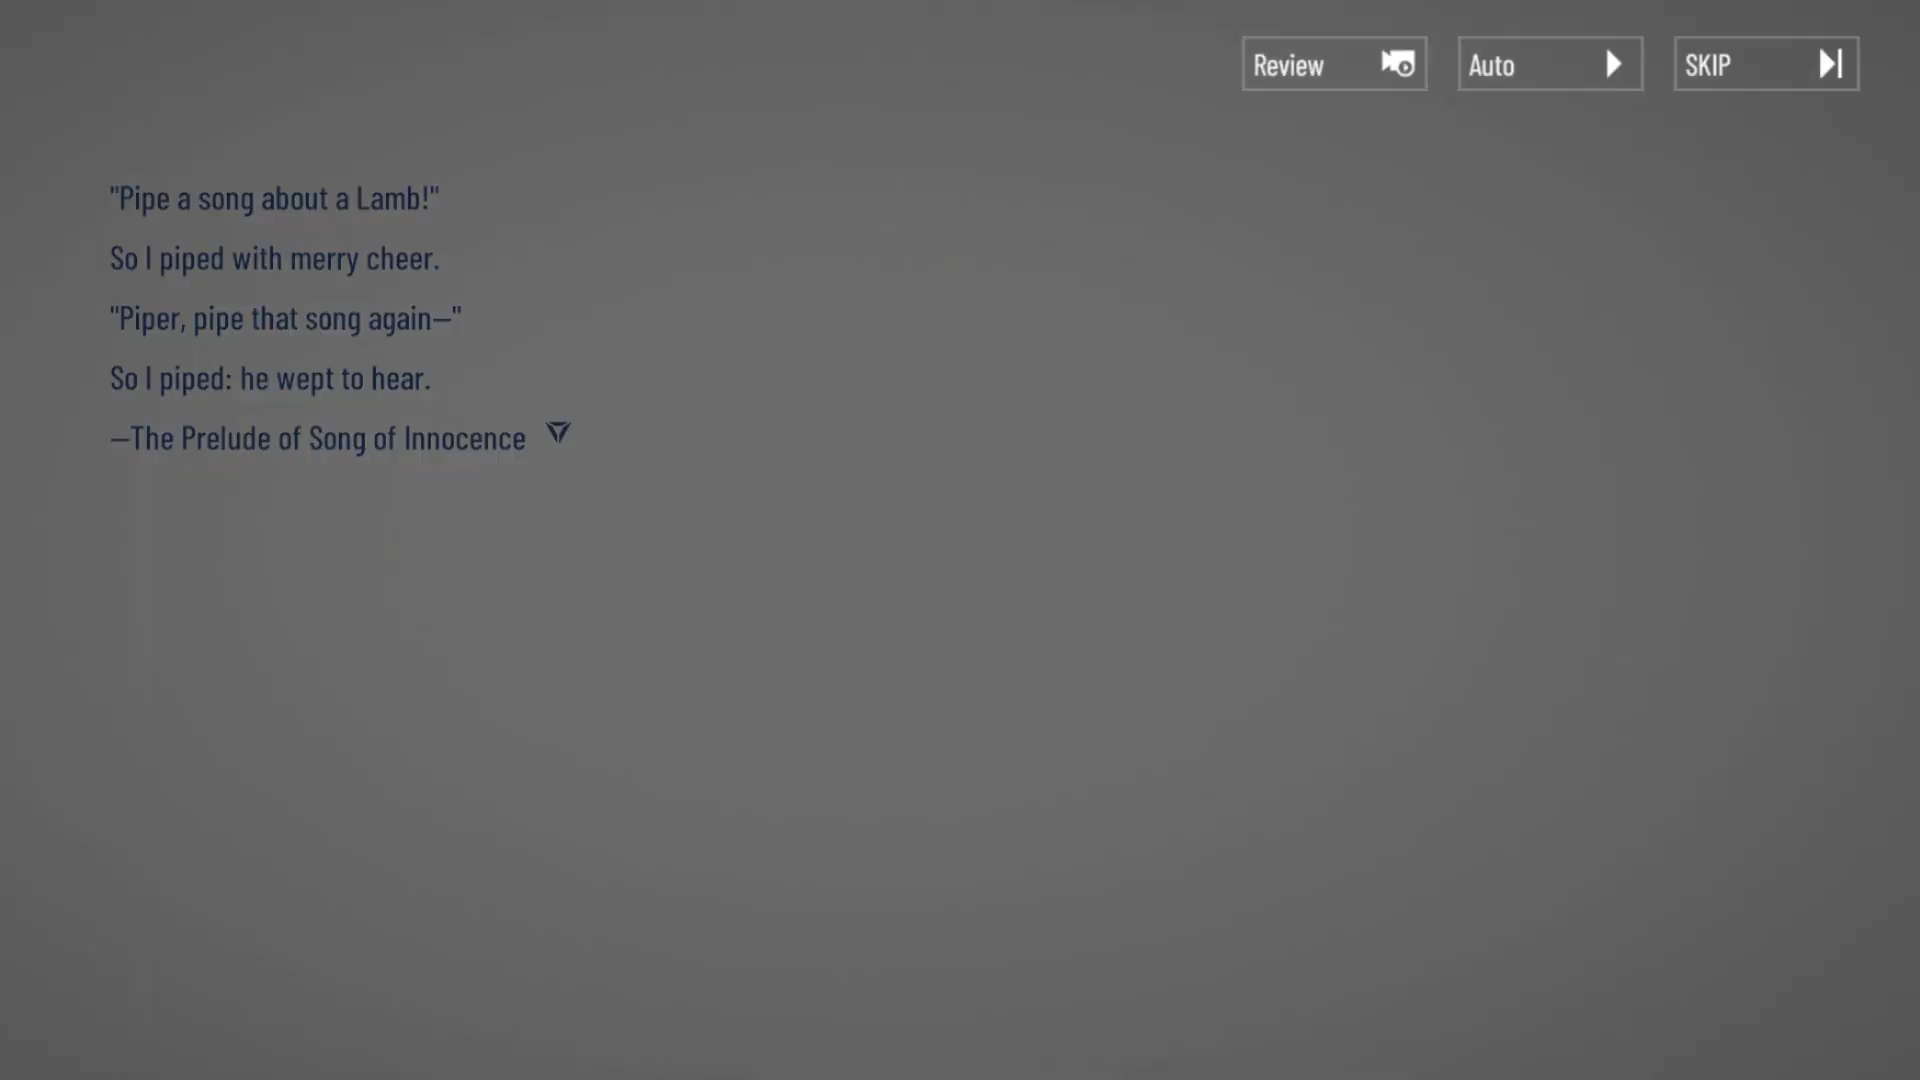 Review
Auto
SKIP
"Pipe a song about a Lamb!"
So I piped with merry cheer.
"Piper, pipe that song again—"
So I piped: he wept to hear.
—The Prelude of Song of Innocence